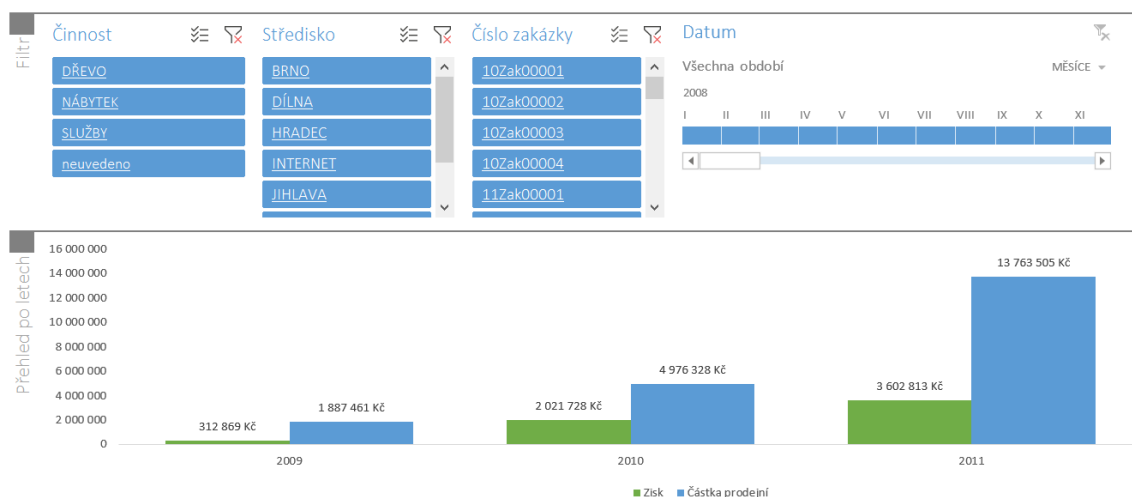 Filtr
Činnost
DŘEVO
NÁBYTEK
SLUŽBY
neuvedeno
Středisko
BRNO
DÍLNA
HRADEC
INTERNET
JIHLAVA
Číslo zakázky
10Zak00001
10Zak00002
10Zak00003
10Zak00004
11Zak00001
Datum
Všechna období
MĚSÍCE
2008
I II III IV V VI VII VIII IX X XI
Přehled po letech
16 000 000
14 000 000
12 000 000
10 000 000
8 000 000
6 000 000
4 000 000
2 000 000
0
312 869 Kč
1 887 461 Kč
2 021 728 Kč
4 976 328 Kč
3 602 813 Kč
13 763 505 Kč
2009 2010 2011
Zisk Částka prodejní